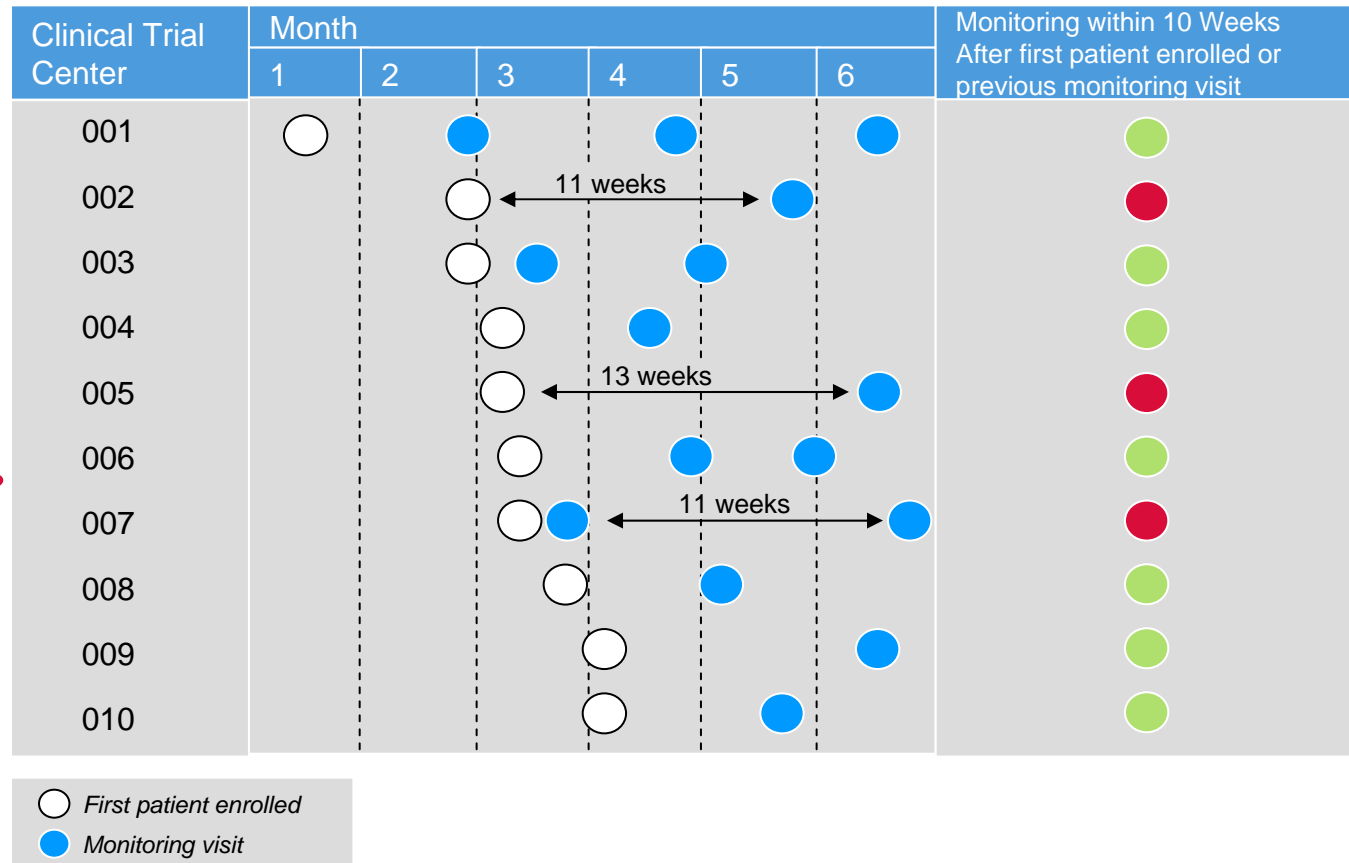 Clinical Trial
Center
Month
1 2 3 4 5 6
Monitoring within 10 Weeks
After first patient enrolled or
previous monitoring visit
001
002 11 weeks
003
004
005 13 weeks
006
007 11 weeks
008
009
010
First patient enrolled
Monitoring visit